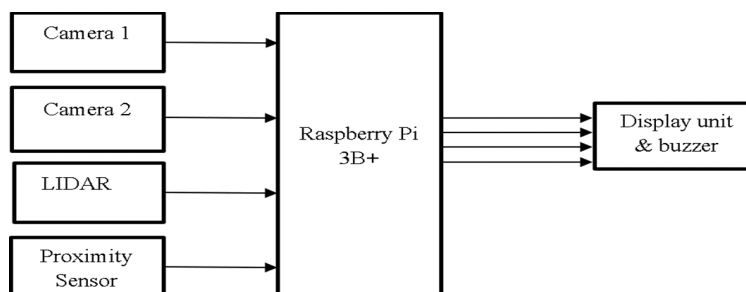 Camera 1
Camera 2
LIDAR
Proximity
Sensor
Raspberry Pi
3B+
Display unit
& buzzer